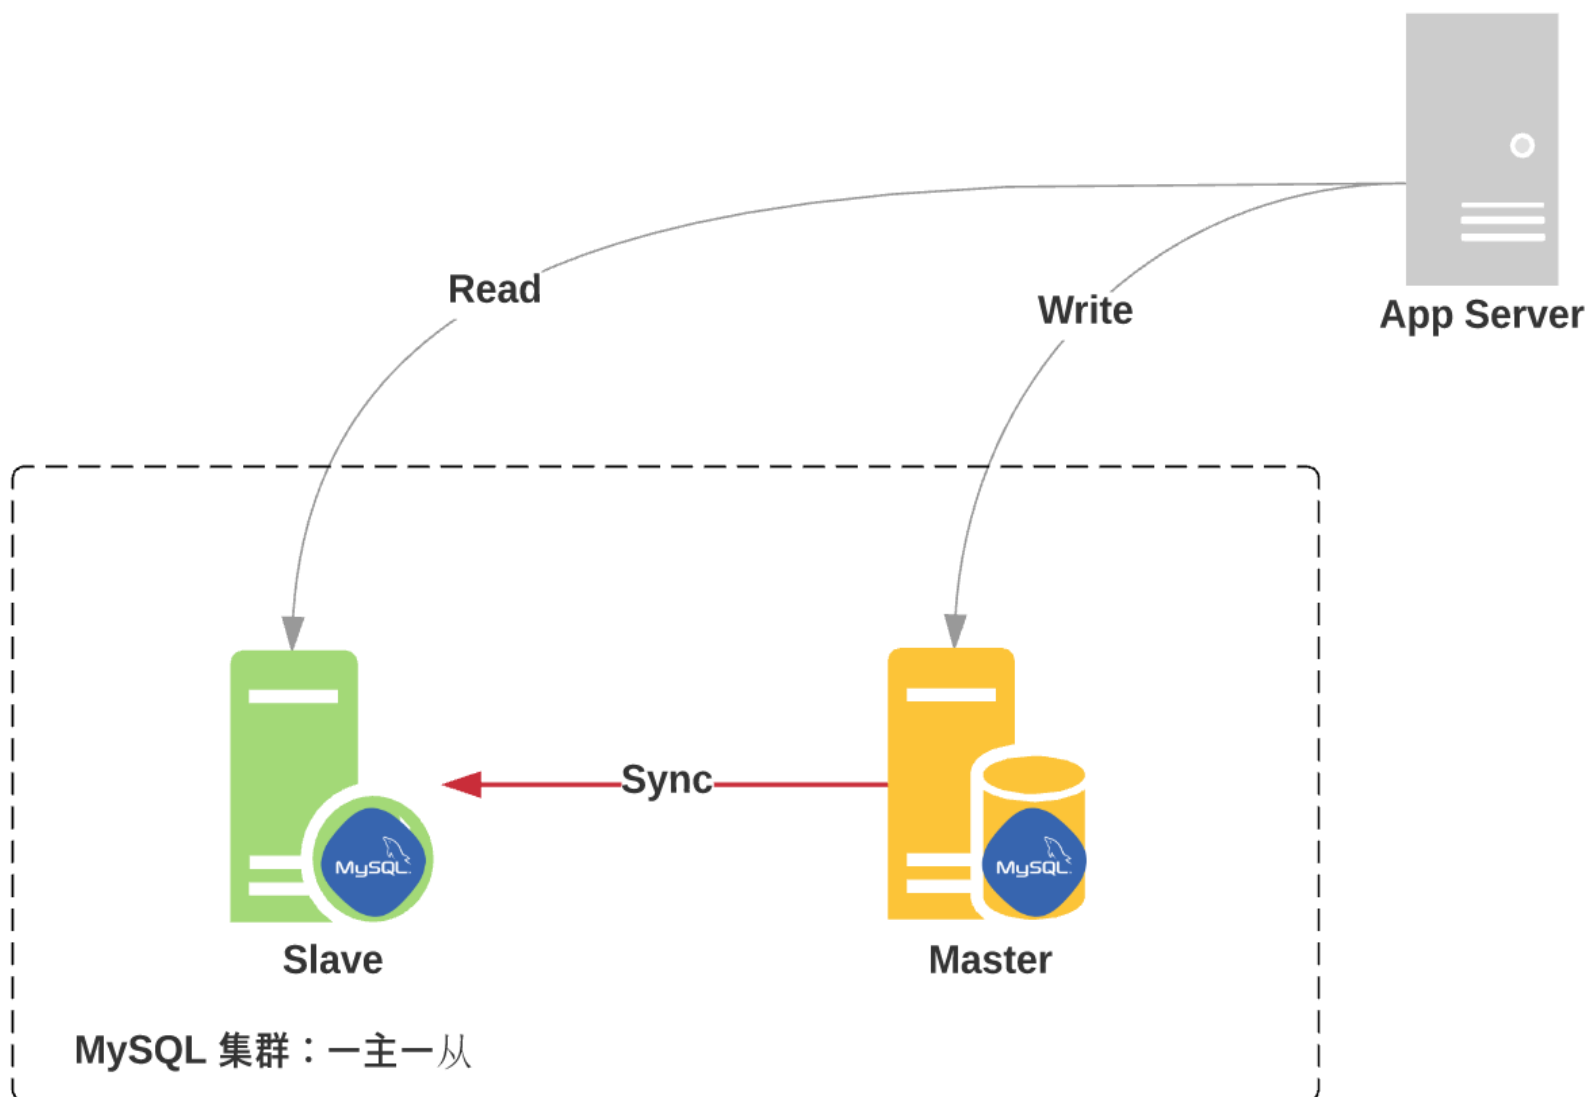 App Server
Read
Write
Sync
MySQL
MySQL
Slave
Master
MySQL 集群：一主一从